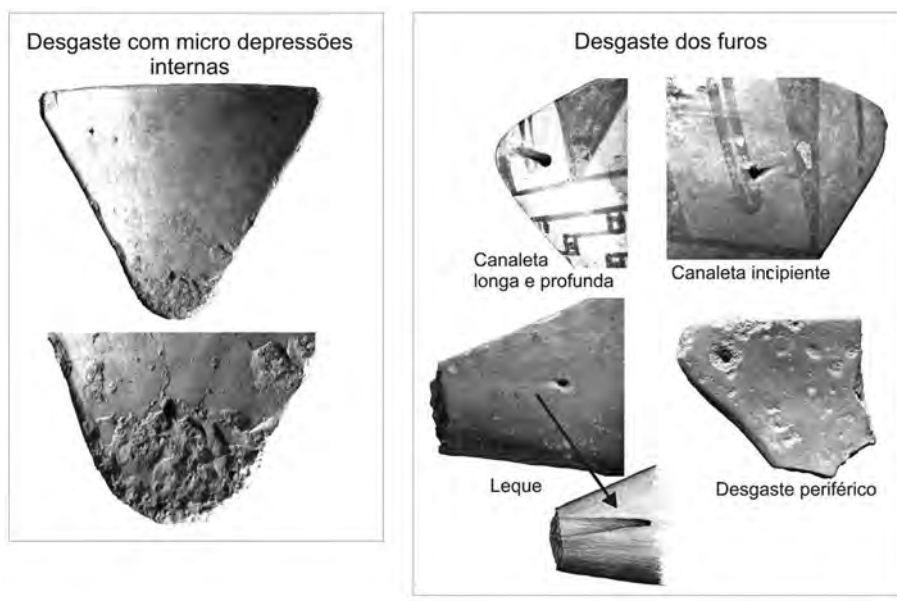 Desgaste com micro depressões
internas
Desgaste dos furos
Canaleta
longa e profunda
Canaleta incipiente
Leque
Desgaste periférico